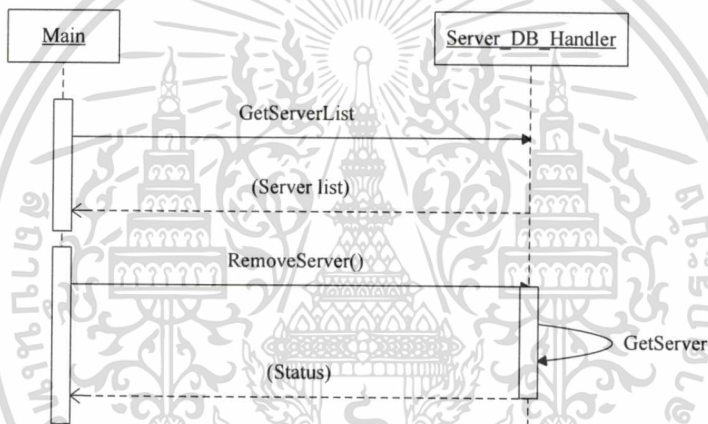 Main
Server_DB_Handler
GetServerList
(Server list)
RemoveServer()
GetServer
(Status)